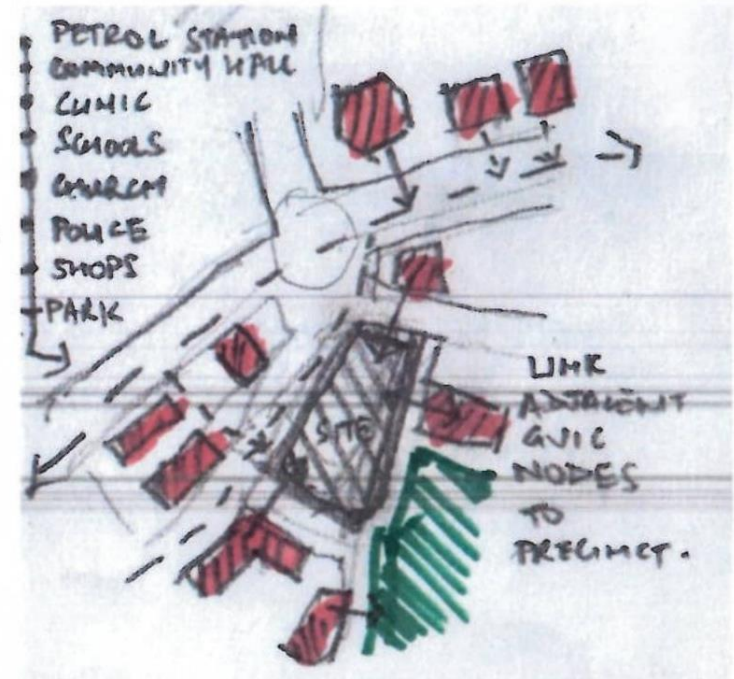 PETROL STATION
COMMUNITY HALL
CLINIC
SCHOOLS
CHURCH
POLICE
SHOPS
PARK
SITE
LINK
ADJACENT
CIVIC
NODES
TO
PRECINCT.